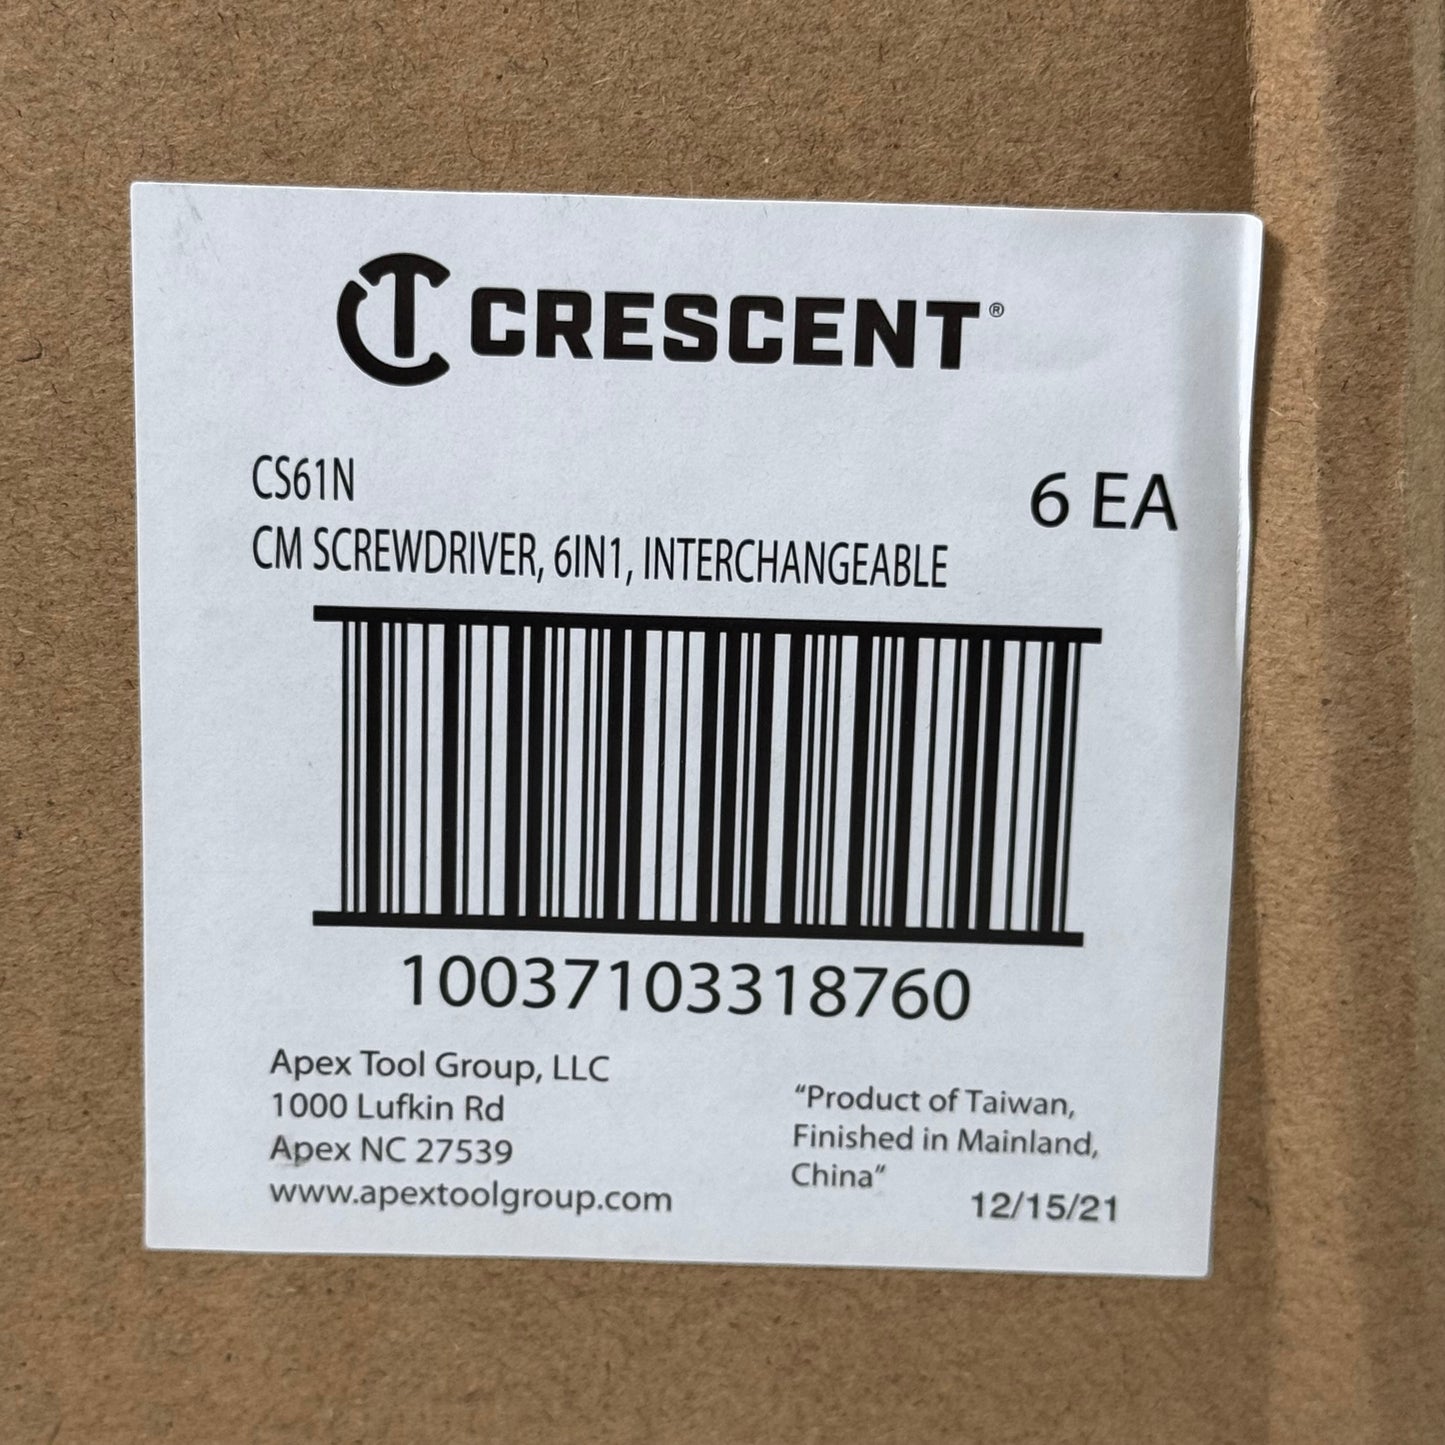 CT CRESCENT®
CS61N
6 EA
CM SCREWDRIVER, 6IN1, INTERCHANGEABLE
10037103318760
Apex Tool Group, LLC
1000 Lufkin Rd
Apex NC 27539
www.apextoolgroup.com
“Product of Taiwan,
Finished in Mainland,
China“
12/15/21